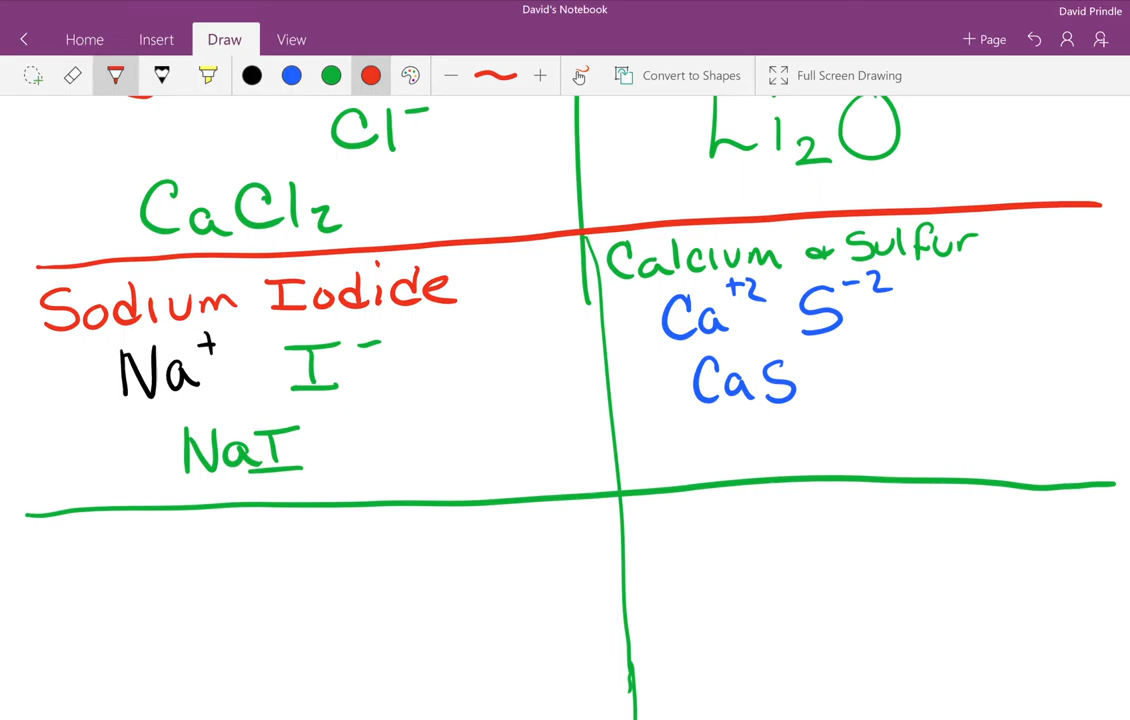 David's Notebook
David Prindle
Home Insert Draw View
Page
Convert to Shapes Full Screen Drawing
Cl⁻
CaCl₂
Li₂O
Sodium Iodide
Na⁺ I⁻
NaI
Calcium & Sulfur
Ca⁺² S⁻²
CaS